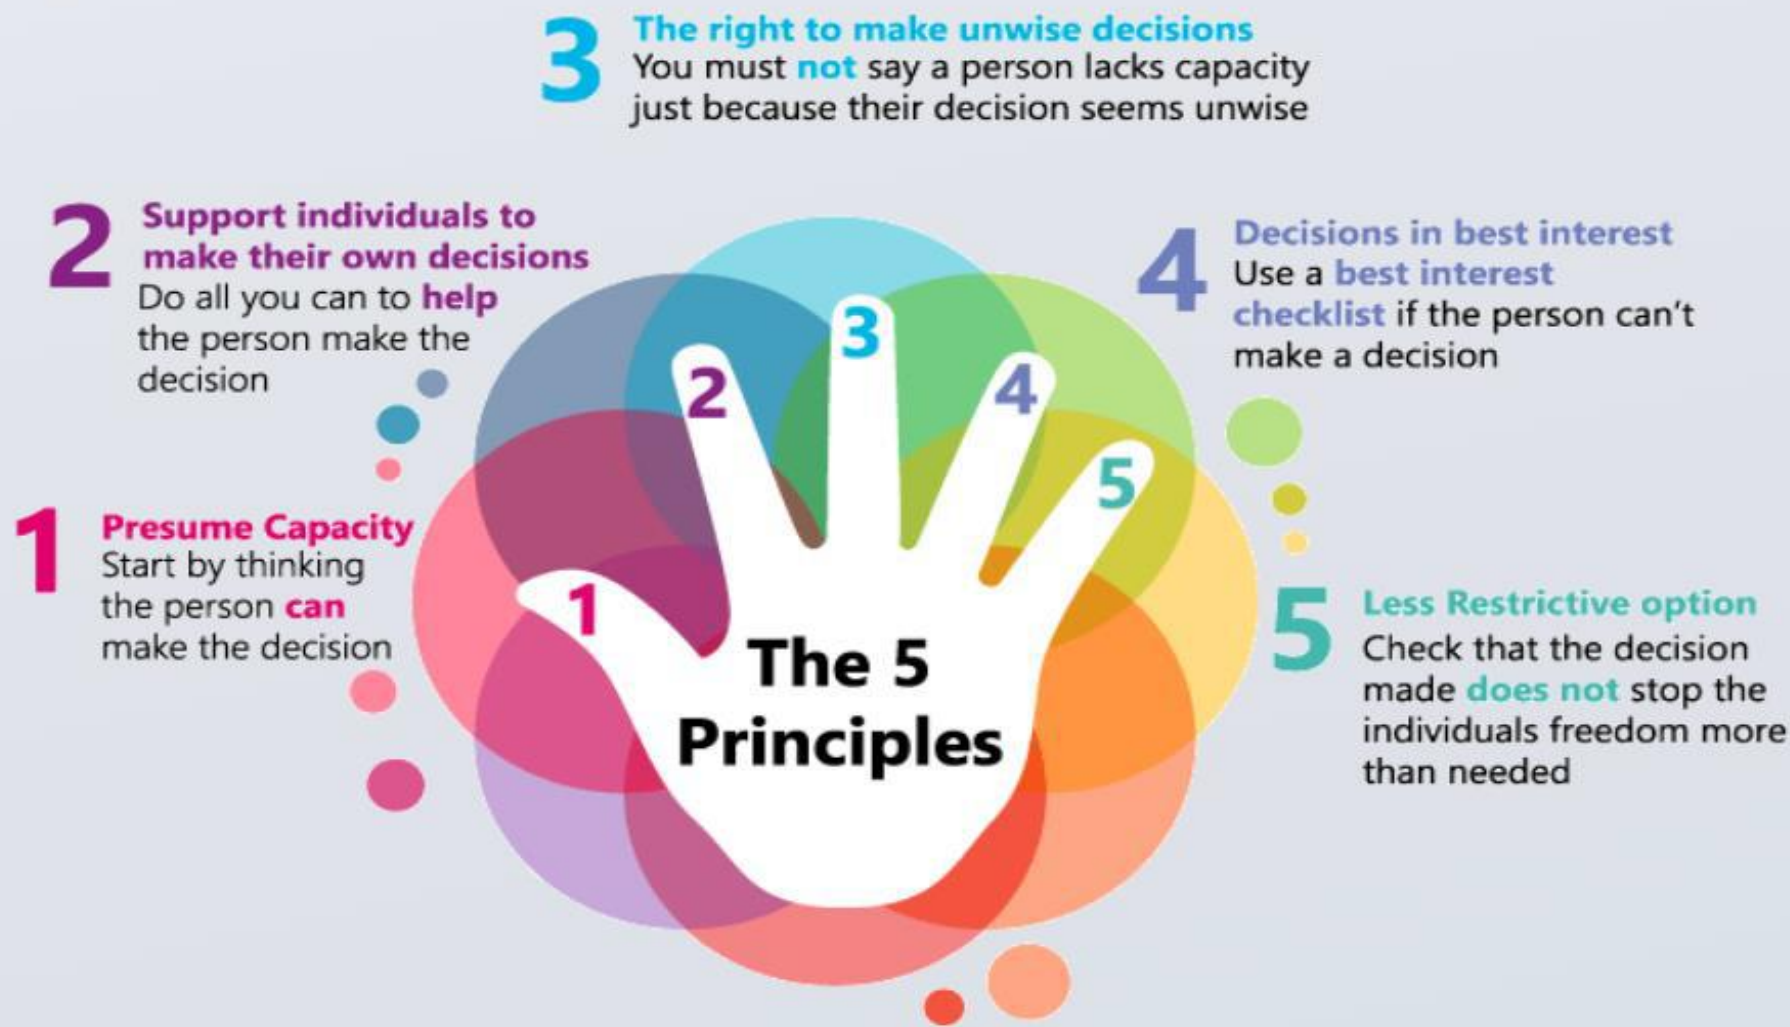 3
The right to make unwise decisions
You must not say a person lacks capacity
just because their decision seems unwise
2
Support individuals to
make their own decisions
Do all you can to help
the person make the
decision
4
Decisions in best interest
Use a best interest
checklist if the person can't
make a decision
1
Presume Capacity
Start by thinking
the person can
make the decision
5
Less Restrictive option
Check that the decision
made does not stop the
individuals freedom more
than needed
1
2
3
4
5
The 5
Principles